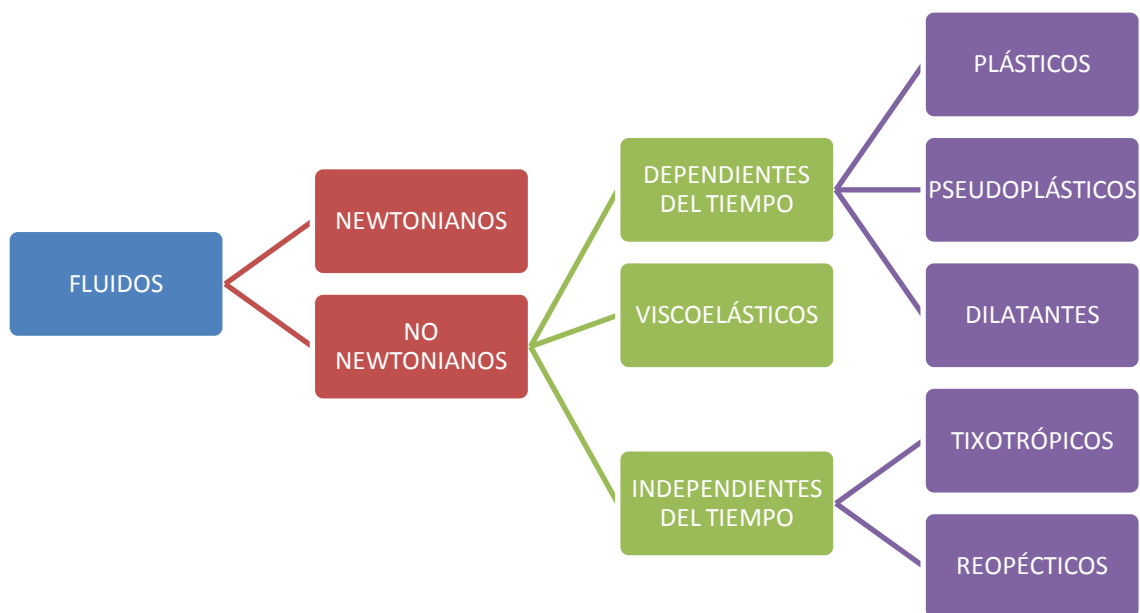 FLUIDOS
NEWTONIANOS
NO
NEWTONIANOS
DEPENDIENTES
DEL TIEMPO
VISCOELÁSTICOS
INDEPENDIENTES
DEL TIEMPO
PLÁSTICOS
PSEUDOPLÁSTICOS
DILATANTES
TIXOTRÓPICOS
REOPÉCTICOS